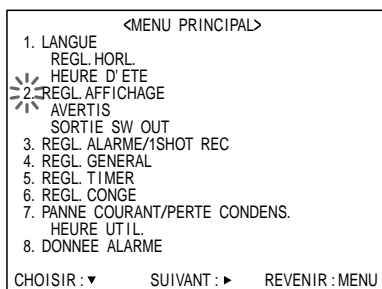 <MENU PRINCIPAL>
1. LANGUE
REGL. HORL.
HEURE D'ETE
2. REGL. AFFICHAGE
AVERTIS
SORTIE SW OUT
3. REGL. ALARME/1SHOT REC
4. REGL. GENERAL
5. REGL. TIMER
6. REGL. CONGE
7. PANNE COURANT/PERTE CONDENS.
HEURE UTIL.
8. DONNEE ALARME
CHOISIR : ▼ SUIVANT : ► REVENIR : MENU